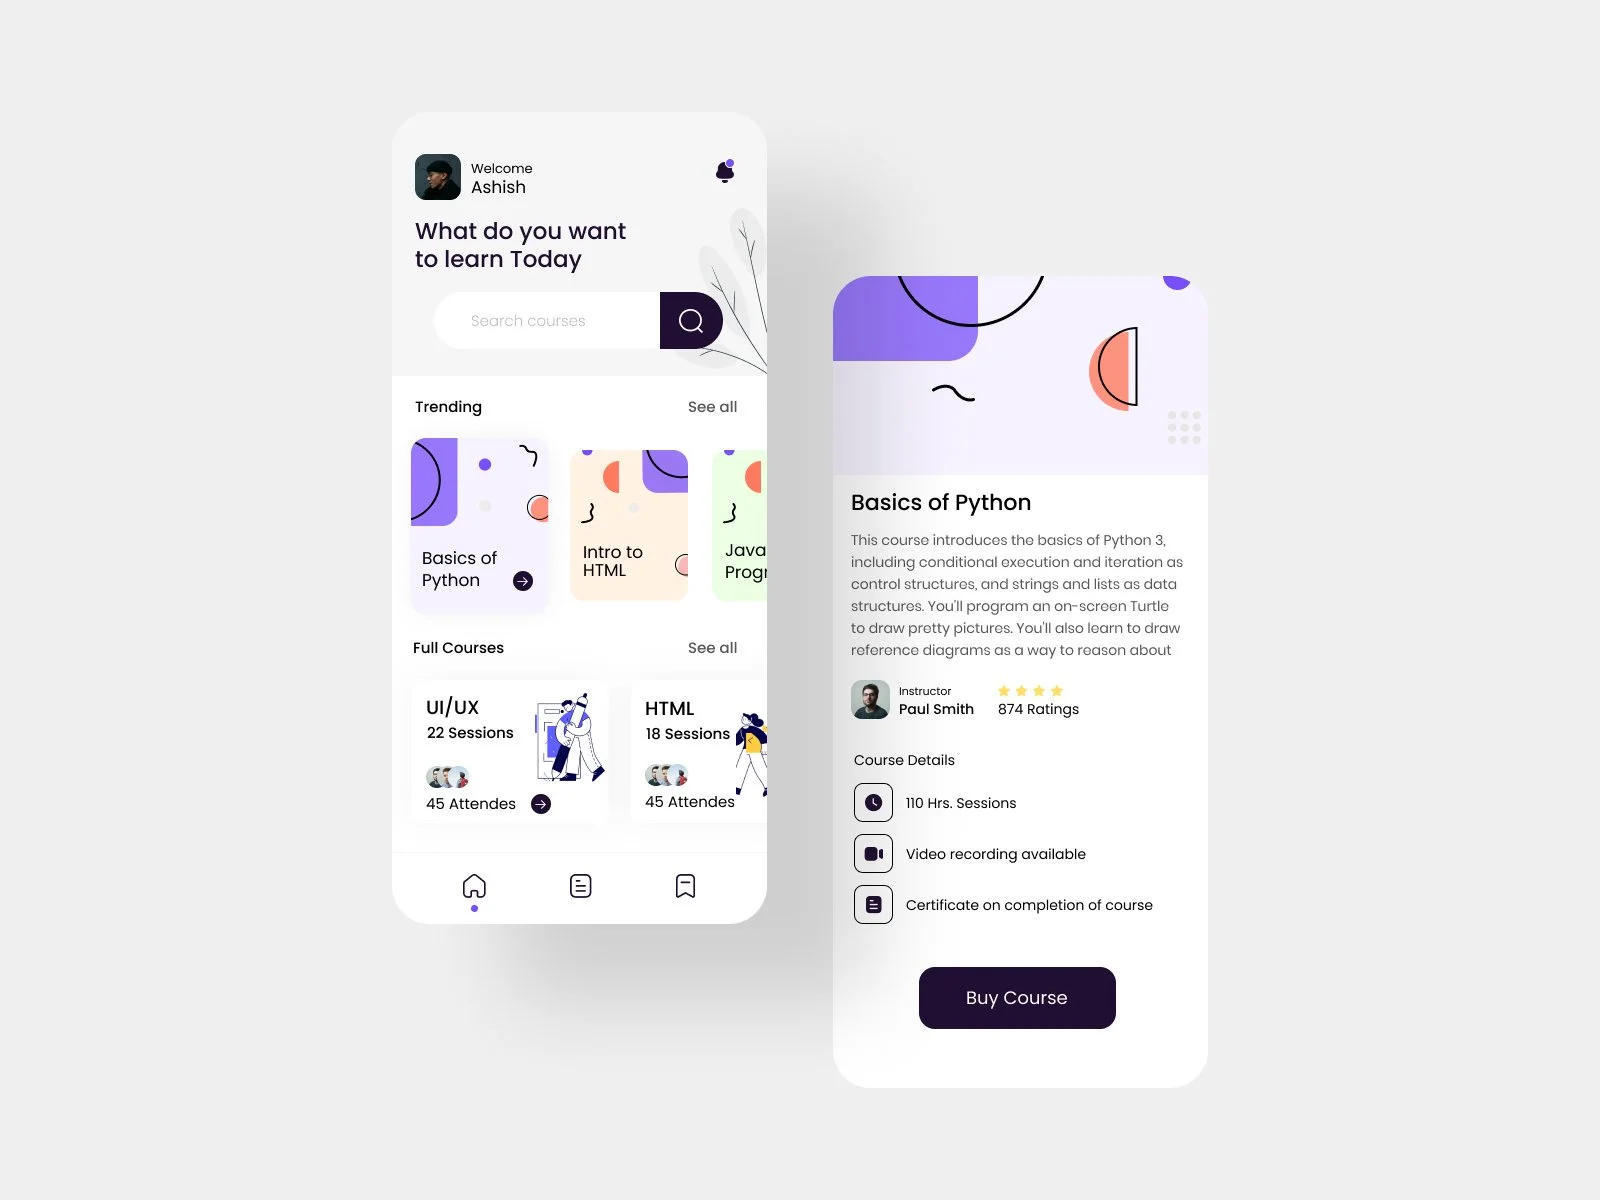 Welcome
Ashish
What do you want
to learn Today
Search courses
Trending
See all
Basics of
Python
Intro to
HTML
Java
Progr
Full Courses
See all
UI/UX
22 Sessions
45 Attendes
HTML
18 Sessions
45 Attendes
Basics of Python
This course introduces the basics of Python 3,
including conditional execution and iteration as
control structures, and strings and lists as data
structures. You'll program an on-screen Turtle
to draw pretty pictures. You'll also learn to draw
reference diagrams as a way to reason about
Instructor
Paul Smith
874 Ratings
Course Details
110 Hrs. Sessions
Video recording available
Certificate on completion of course
Buy Course